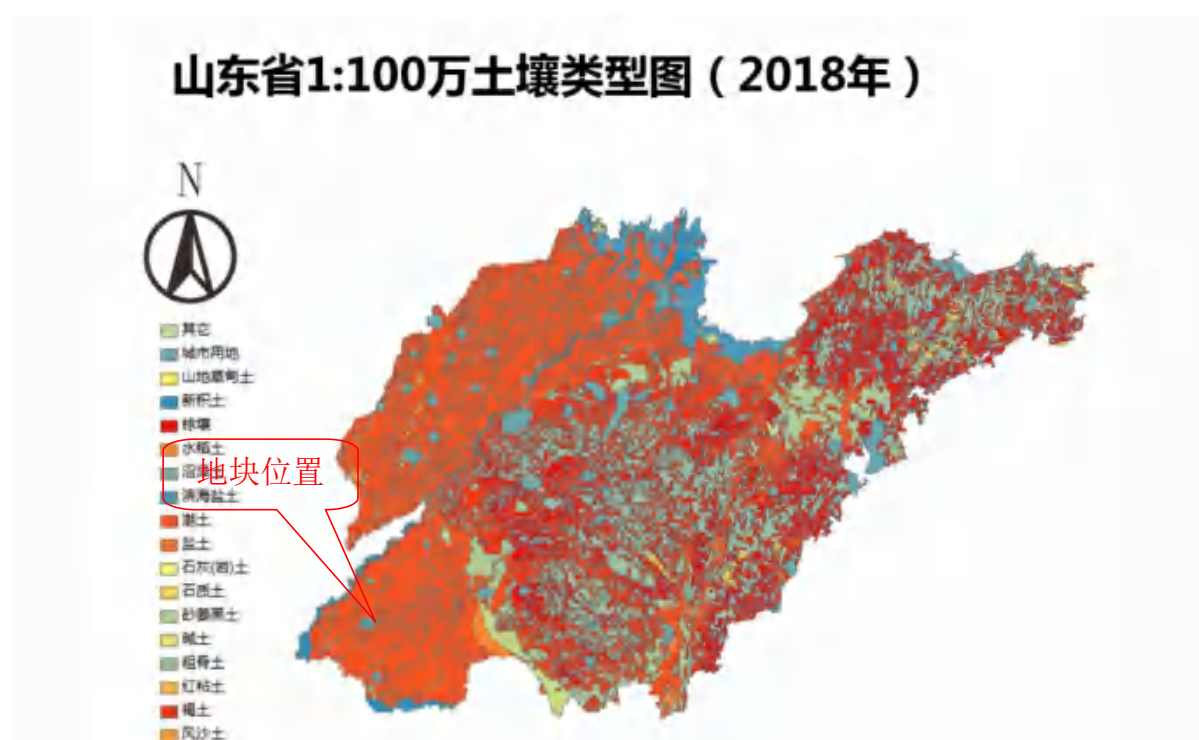 山东省1:100万土壤类型图（2018年）
N
其它
城市用地
山地草甸土
新积土
棕壤
水稻土
地块位置
滨海盐土
潮土
盐土
石灰(岩)土
石质土
砂姜黑土
碱土
粗骨土
红粘土
褐土
风沙土